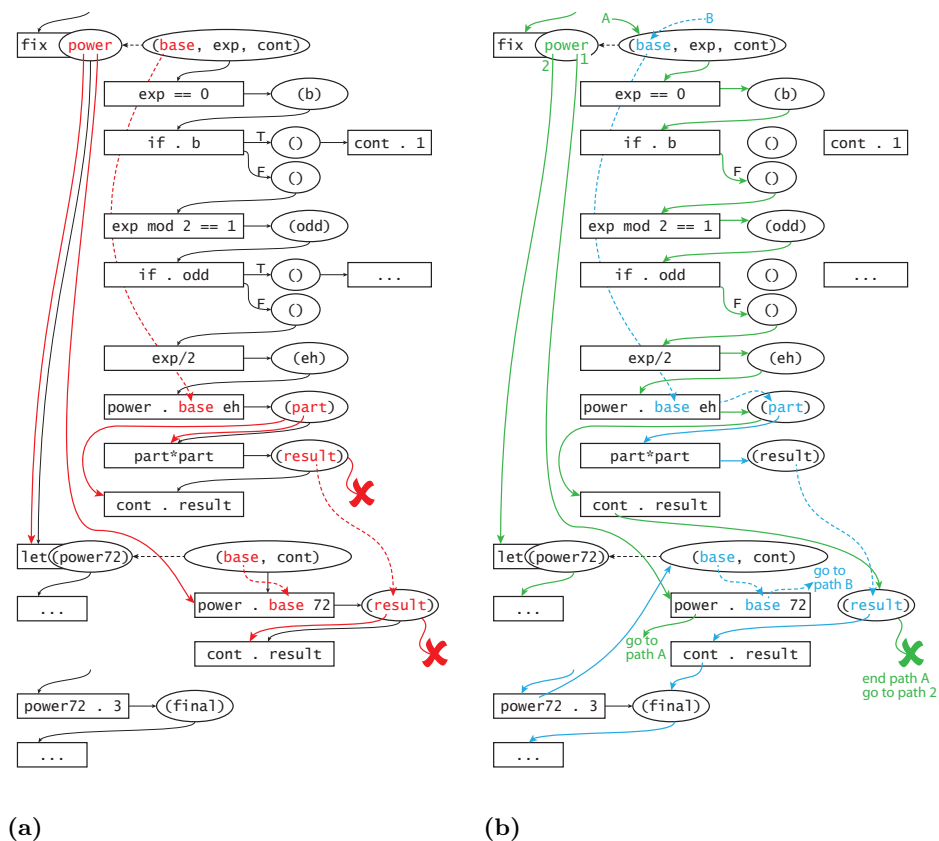 fix power (base, exp, cont)
exp == 0 (b)
if . b T () cont . 1
F ()
exp mod 2 == 1 (odd)
if . odd T () ...
F ()
exp/2 (eh)
power . base eh (part)
part*part (result)
cont . result
let (power72) (base, cont)
... power . base 72 (result)
cont . result
power72 . 3 (final)
...
(a)
A B
fix power (base, exp, cont)
2 1
exp == 0 (b)
if . b () cont . 1
F ()
exp mod 2 == 1 (odd)
if . odd () ...
F ()
exp/2 (eh)
power . base eh (part)
part*part (result)
cont . result
let (power72) (base, cont)
go to
path B
... power . base 72 (result)
go to
path A
cont . result
end path A
go to path 2
power72 . 3 (final)
...
(b)